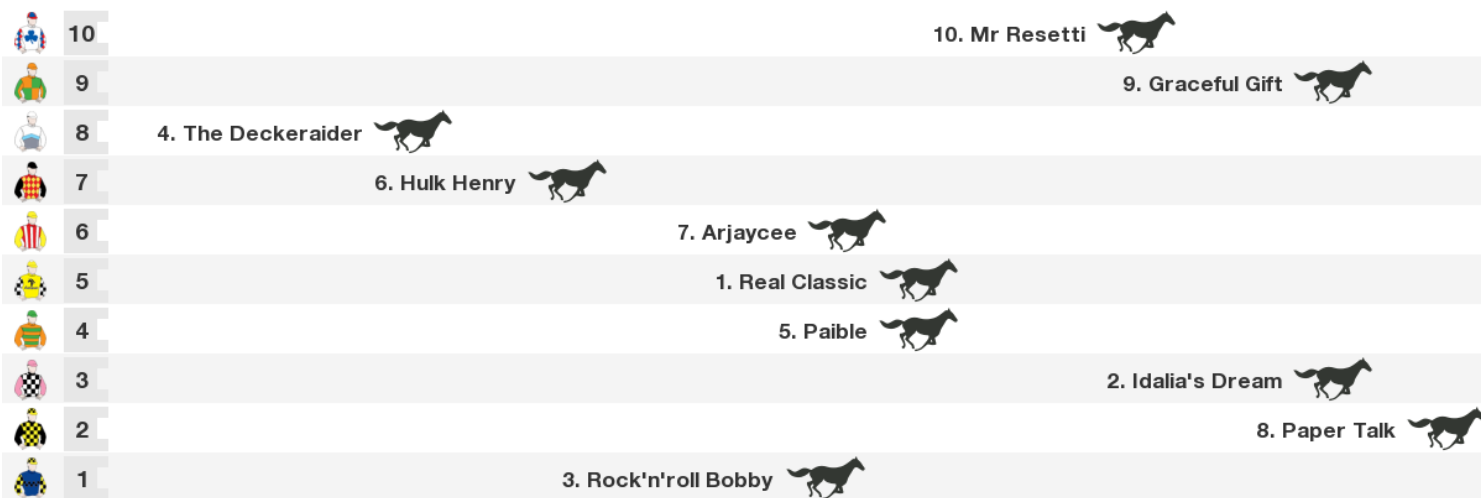 10 10. Mr Resetti
9 9. Graceful Gift
8 4. The Deckeraider
7 6. Hulk Henry
6 7. Arjaycee
5 1. Real Classic
4 5. Paible
3 2. Idalia's Dream
2 8. Paper Talk
1 3. Rock'n'roll Bobby